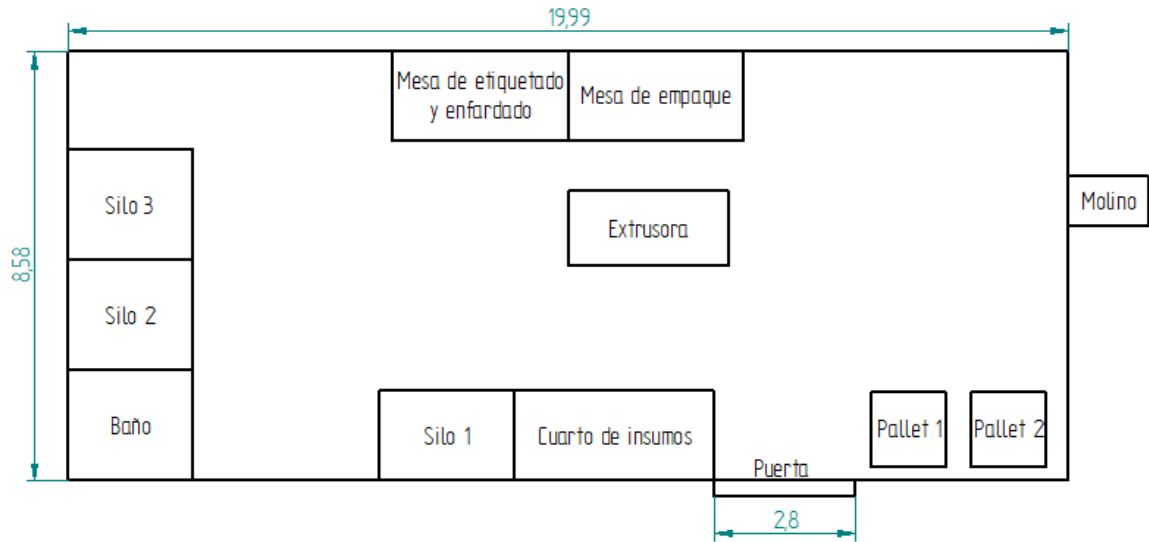 19,99
Mesa de etiquetado
y enfardado
Mesa de empaque
Silo 3
Molino
Extrusora
8,58
Silo 2
Baño
Silo 1
Cuarto de insumos
Pallet 1
Pallet 2
Puerta
2,8